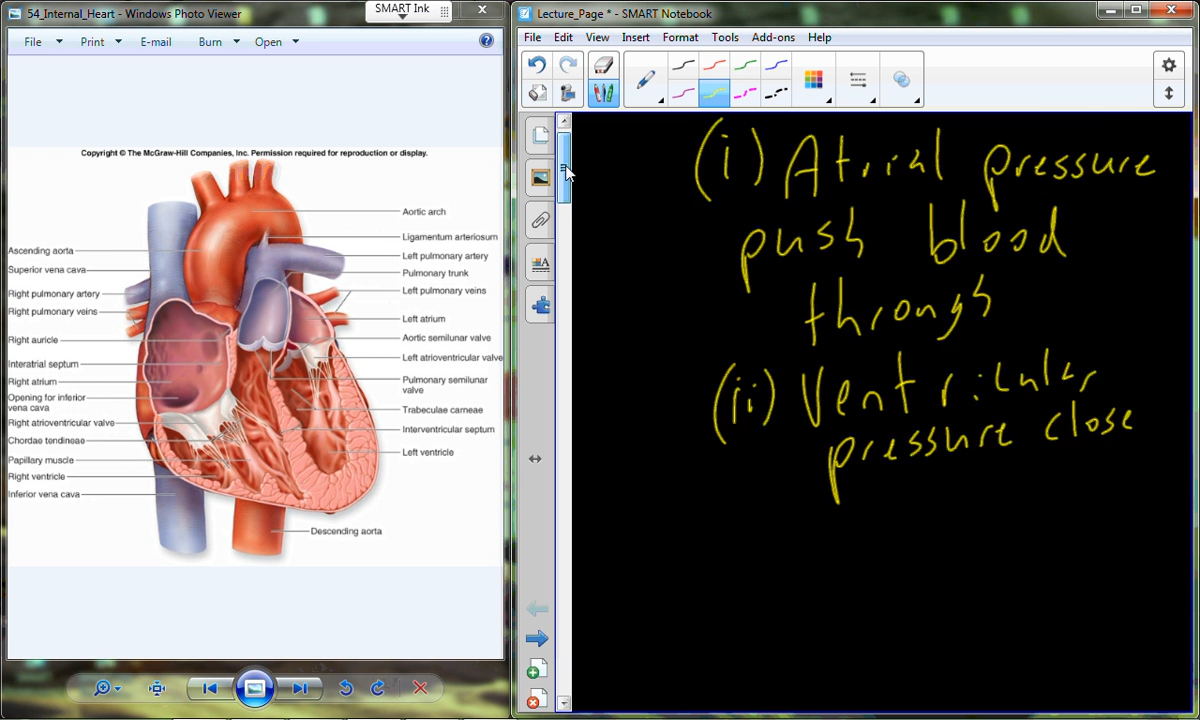 54_Internal_Heart - Windows Photo Viewer
SMART Ink
File Print E-mail Burn Open
Copyright © The McGraw-Hill Companies, Inc. Permission required for reproduction or display.
Ascending aorta
Superior vena cava
Right pulmonary artery
Right pulmonary veins
Right auricle
Interatrial septum
Right atrium
Opening for inferior
vena cava
Right atrioventricular valve
Chordae tendineae
Papillary muscle
Right ventricle
Inferior vena cava
Aortic arch
Ligamentum arteriosum
Left pulmonary artery
Pulmonary trunk
Left pulmonary veins
Left atrium
Aortic semilunar valve
Left atrioventricular valve
Pulmonary semilunar
valve
Trabeculae carneae
Interventricular septum
Left ventricle
Descending aorta
Lecture_Page * - SMART Notebook
File Edit View Insert Format Tools Add-ons Help
(i) Atrial pressure
push blood
through
(ii) Ventricular
pressure close